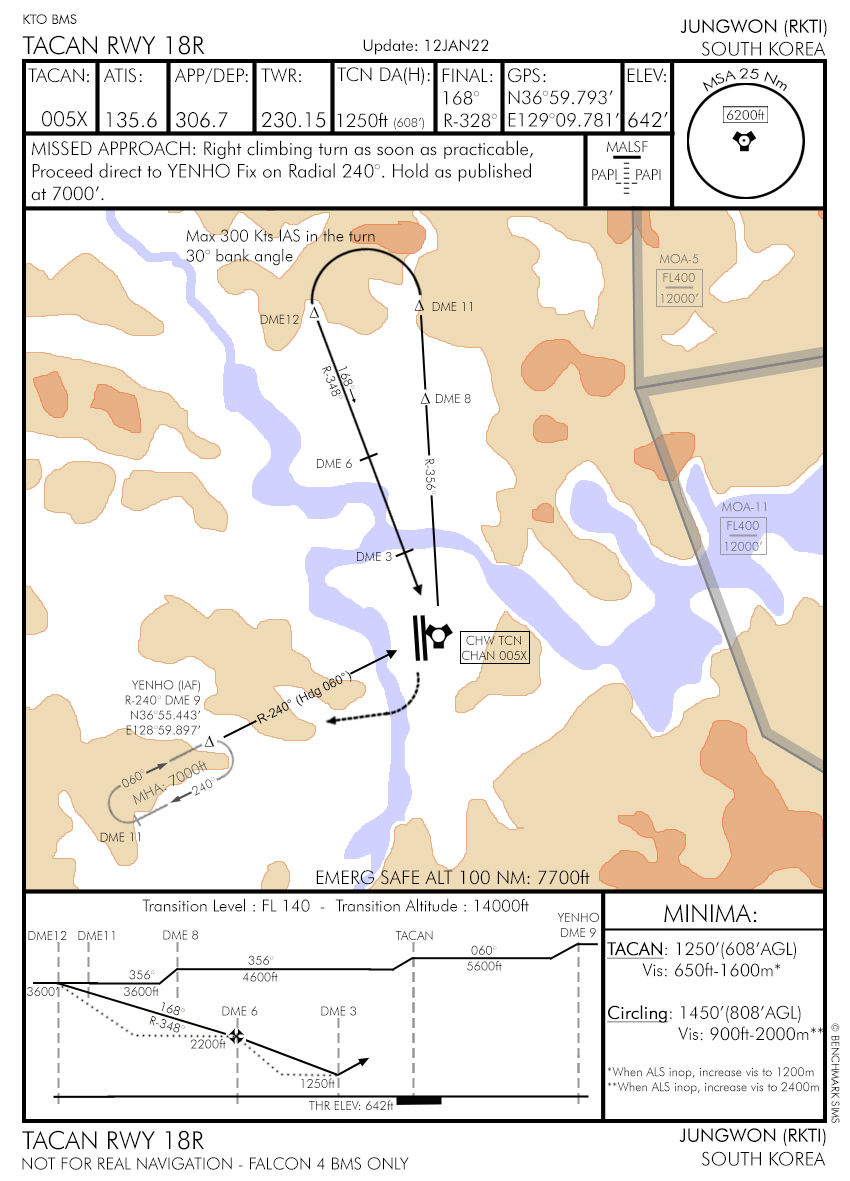 KTO BMS
TACAN RWY 18R
Update: 12JAN22
JUNGWON (RKTI)
SOUTH KOREA
TACAN:
005X
ATIS:
135.6
APP/DEP:
306.7
TWR:
230.15
TCN DA(H):
1250ft (608')
FINAL:
168°
R-328°
GPS:
N36°59.793'
E129°09.781'
ELEV:
642'
MSA 25 Nm
6200ft
MISSED APPROACH: Right climbing turn as soon as practicable,
Proceed direct to YENHO Fix on Radial 240°. Hold as published
at 7000'.
MALSF
PAPI PAPI
Max 300 Kts IAS in the turn
30° bank angle
MOA-5
FL400
12000'
DME12
DME 11
168°
R-348°
DME 8
DME 6
R-356°
MOA-11
FL400
12000'
DME 3
CHW TCN
CHAN 005X
YENHO (IAF)
R-240° DME 9
N36°55.443'
E128°59.897'
R-240° (Hdg 060°)
060°
MHA: 7000ft
240°
DME 11
EMERG SAFE ALT 100 NM: 7700ft
Transition Level : FL 140 - Transition Altitude : 14000ft
YENHO
DME 9
DME12
DME11
DME 8
TACAN
060°
5600ft
356°
4600ft
356°
3600ft
3600'
168°
R-348°
DME 6
DME 3
2200ft
1250ft
THR ELEV: 642ft
MINIMA:
TACAN: 1250'(608'AGL)
Vis: 650ft-1600m*
Circling: 1450'(808'AGL)
Vis: 900ft-2000m**
*When ALS inop, increase vis to 1200m
**When ALS inop, increase vis to 2400m
© BENCHMARK SIMS
TACAN RWY 18R
NOT FOR REAL NAVIGATION - FALCON 4 BMS ONLY
JUNGWON (RKTI)
SOUTH KOREA